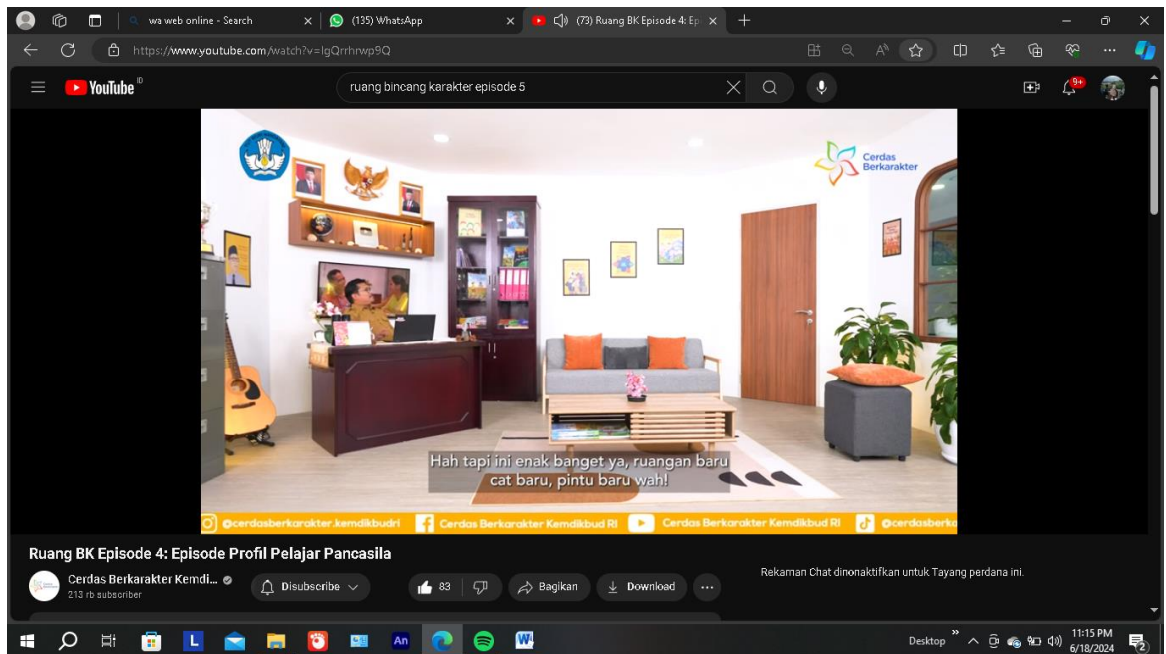 wa web online - Search
(135) WhatsApp
(73) Ruang BK Episode 4: Ep
https://www.youtube.com/watch?v=IgQrrhrwp9Q
YouTube ID
ruang bincang karakter episode 5
9+
Cerdas
Berkarakter
Hah tapi ini enak banget ya, ruangan baru
cat baru, pintu baru wah!
@cerdasberkarakter.kemdikbudri Cerdas Berkarakter Kemdikbud RI Cerdas Berkarakter Kemdikbud RI @cerdasberka
Ruang BK Episode 4: Episode Profil Pelajar Pancasila
Cerdas Berkarakter Kemdi...
213 rb subscriber
Disubscribe
83
Bagikan
Download
Rekaman Chat dinonaktifkan untuk Tayang perdana ini.
L
An
W
Desktop
11:15 PM
6/18/2024
2